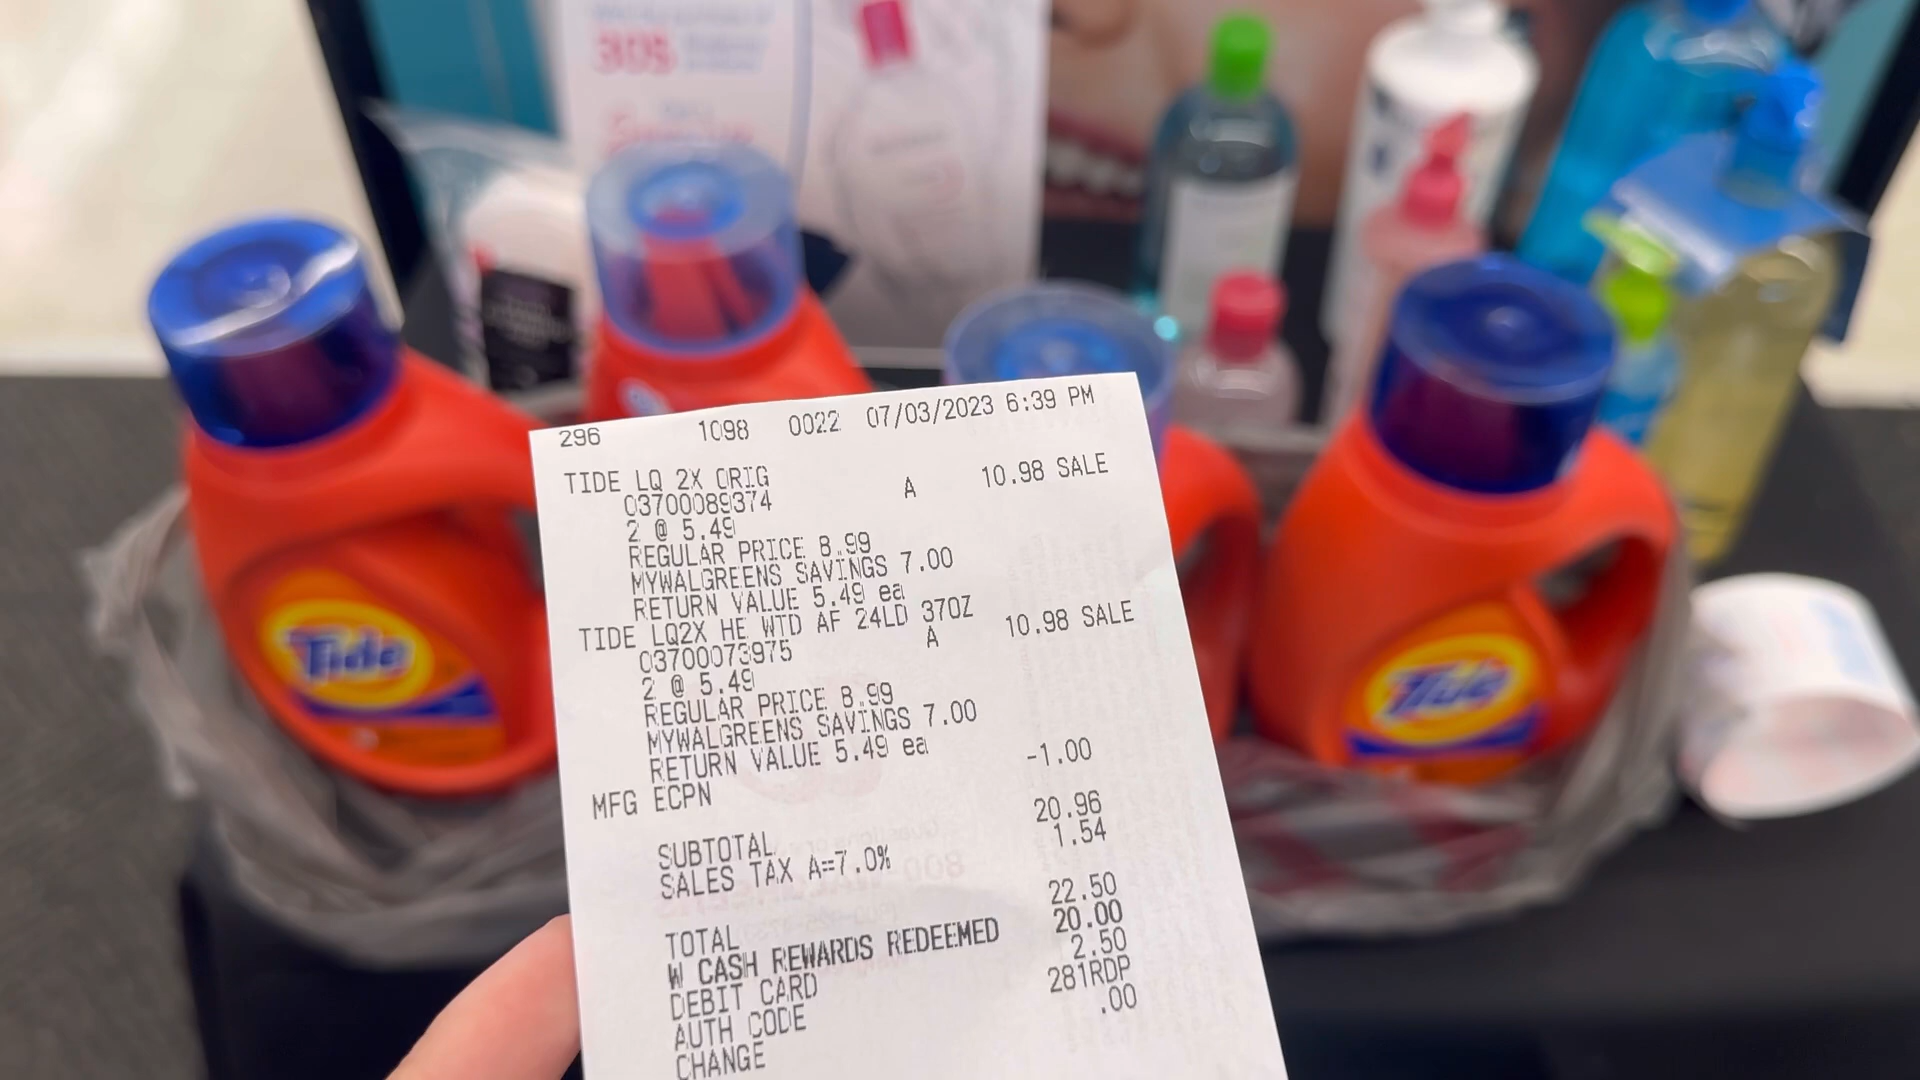 30$
296 1098 0022 07/03/2023 6:39 PM
TIDE LQ 2X ORIG
A 10.98 SALE
03700089374
2 @ 5.49
REGULAR PRICE 8.99
MYWALGREENS SAVINGS 7.00
RETURN VALUE 5.49 ea
TIDE LQ2X HE WTD AF 24LD 37OZ
A 10.98 SALE
03700073975
2 @ 5.49
REGULAR PRICE 8.99
MYWALGREENS SAVINGS 7.00
RETURN VALUE 5.49 ea
MFG ECPN -1.00
SUBTOTAL 20.96
SALES TAX A=7.0% 1.54
TOTAL 22.50
W CASH REWARDS REDEEMED 20.00
DEBIT CARD 2.50
AUTH CODE 281RDP
CHANGE .00
Tide
Tide